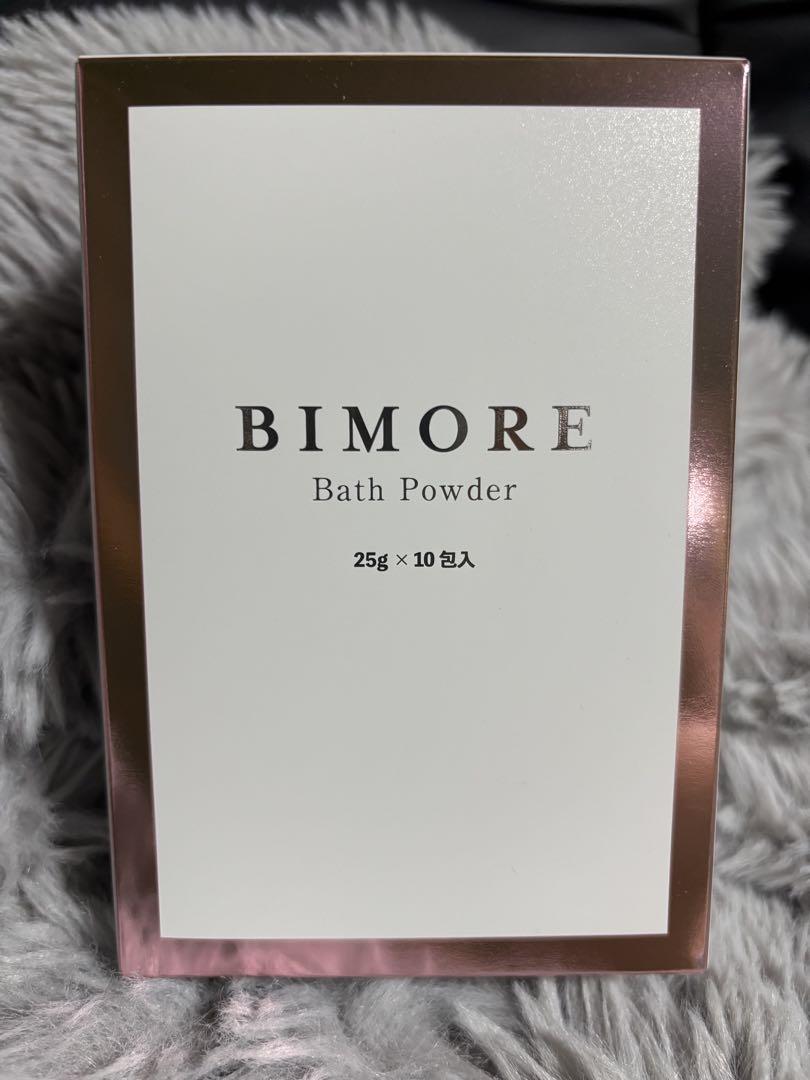 BIMORE
Bath Powder
25g × 10 包入